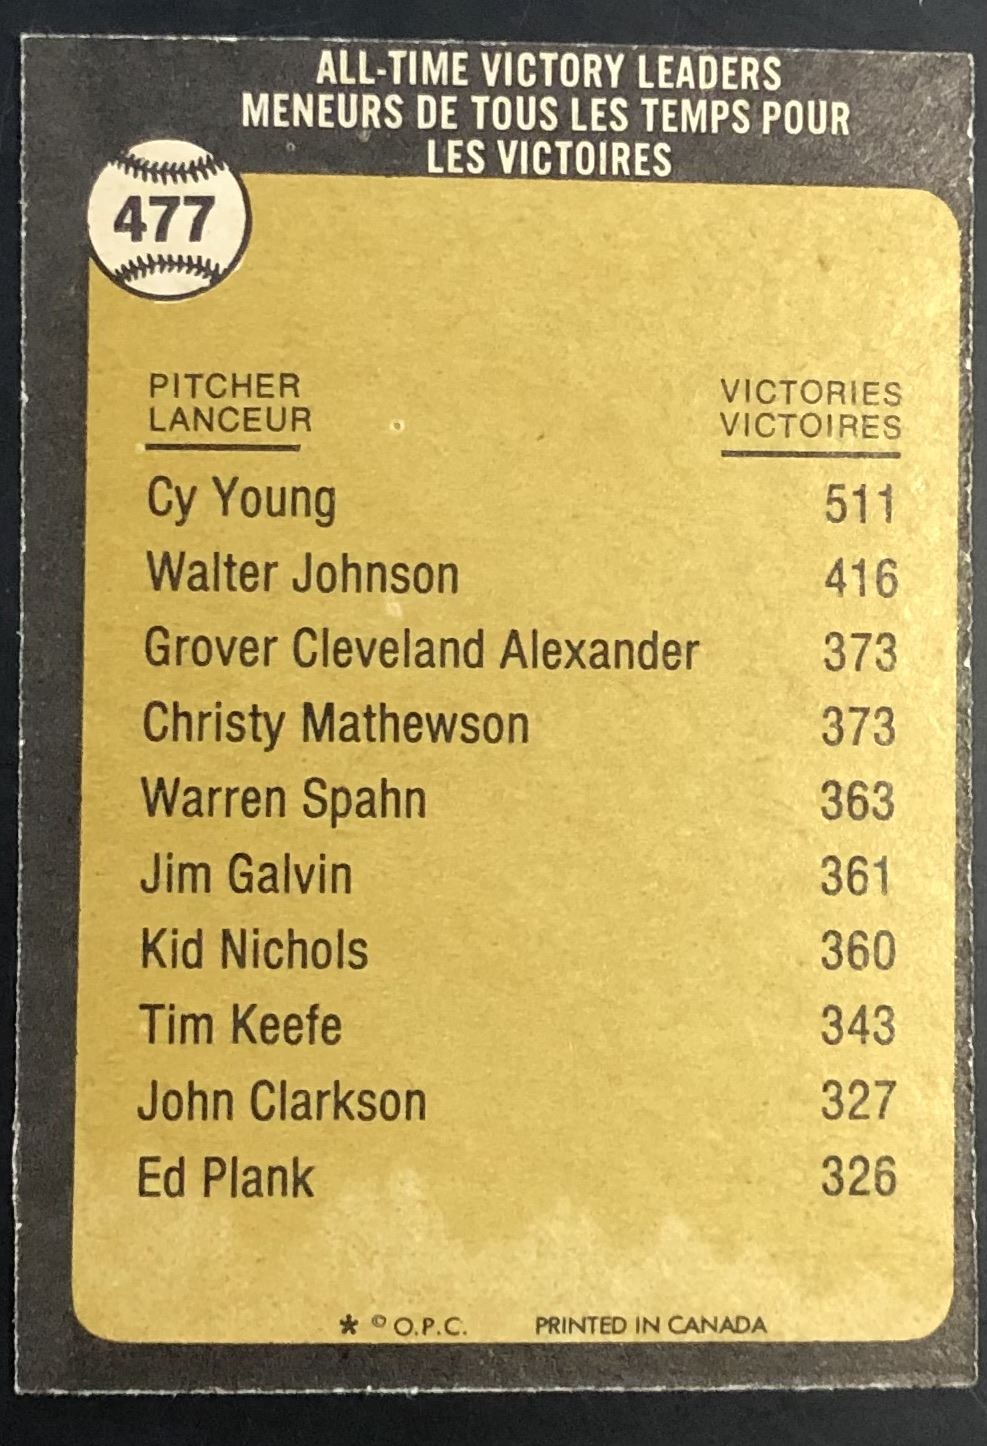 ALL-TIME VICTORY LEADERS
MENEURS DE TOUS LES TEMPS POUR
LES VICTOIRES
477
PITCHER VICTORIES
LANCEUR VICTOIRES
Cy Young 511
Walter Johnson 416
Grover Cleveland Alexander 373
Christy Mathewson 373
Warren Spahn 363
Jim Galvin 361
Kid Nichols 360
Tim Keefe 343
John Clarkson 327
Ed Plank 326
* © O.P.C. PRINTED IN CANADA